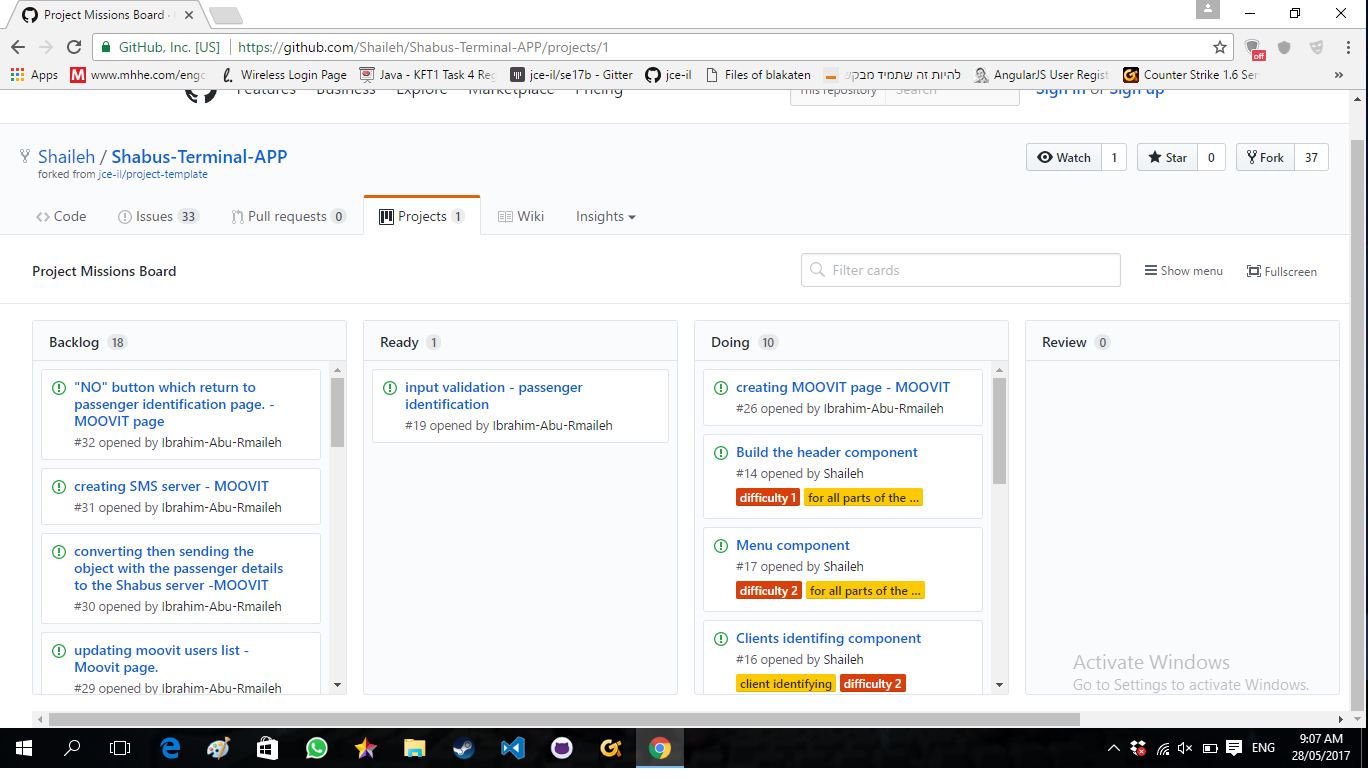 Project Missions Board ·
GitHub, Inc. [US] https://github.com/Shaileh/Shabus-Terminal-APP/projects/1
off
Apps www.mhhe.com/engc Wireless Login Page Java - KFT1 Task 4 Reg jce-il/se17b - Gitter jce-il Files of blakaten להיות זה שתמיד מבקש AngularJS User Regist Counter Strike 1.6 Ser »
Features Business Explore Marketplace Pricing This repository Search Sign in or Sign up
Shaileh / Shabus-Terminal-APP Watch 1 Star 0 Fork 37
forked from jce-il/project-template
Code Issues 33 Pull requests 0 Projects 1 Wiki Insights
Project Missions Board Filter cards Show menu Fullscreen
Backlog 18
"NO" button which return to
passenger identification page. -
MOOVIT page
#32 opened by Ibrahim-Abu-Rmaileh
creating SMS server - MOOVIT
#31 opened by Ibrahim-Abu-Rmaileh
converting then sending the
object with the passenger details
to the Shabus server -MOOVIT
#30 opened by Ibrahim-Abu-Rmaileh
updating moovit users list -
Moovit page.
#29 opened by Ibrahim-Abu-Rmaileh
Ready 1
input validation - passenger
identification
#19 opened by Ibrahim-Abu-Rmaileh
Doing 10
creating MOOVIT page - MOOVIT
#26 opened by Ibrahim-Abu-Rmaileh
Build the header component
#14 opened by Shaileh
difficulty 1 for all parts of the ...
Menu component
#17 opened by Shaileh
difficulty 2 for all parts of the ...
Clients identifing component
#16 opened by Shaileh
client identifying difficulty 2
Review 0
Activate Windows
Go to Settings to activate Windows.
ENG
9:07 AM
28/05/2017